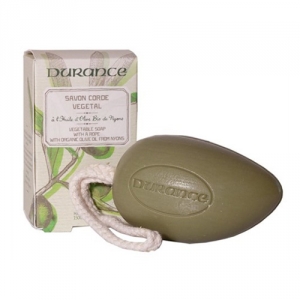 DURANCE
SAVON CORDE
VEGETAL
à l'Huile d'Olive Bio de Nyons
VEGETABLE SOAP
WITH A ROPE
WITH ORGANIC OLIVE OIL FROM NYONS
DURANCE